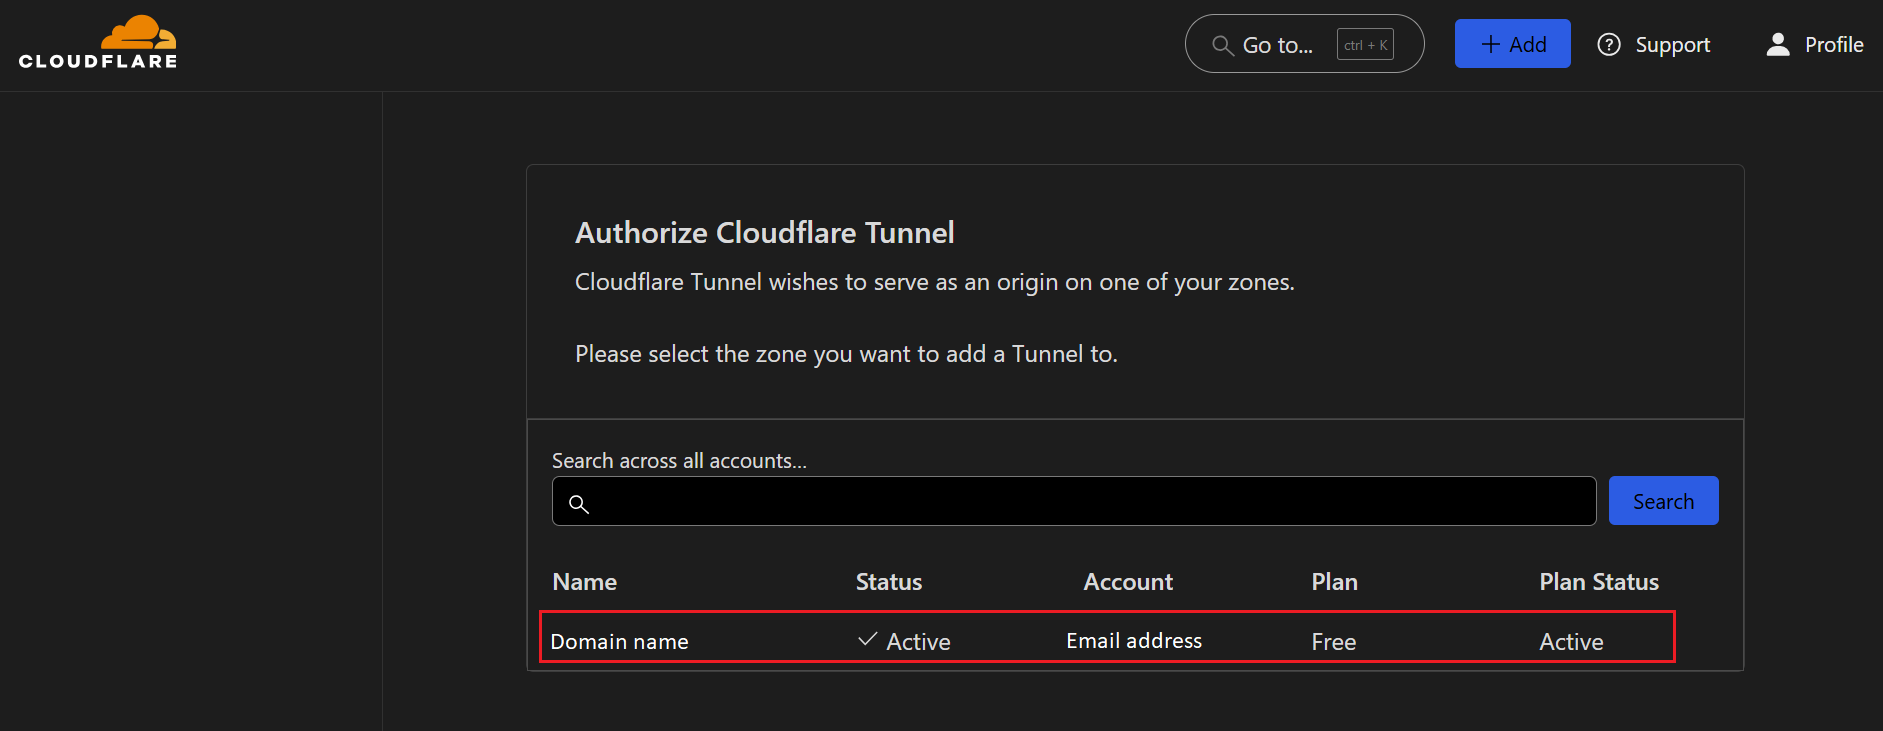 CLOUDFLARE
Go to... ctrl + K + Add Support Profile
Authorize Cloudflare Tunnel
Cloudflare Tunnel wishes to serve as an origin on one of your zones.
Please select the zone you want to add a Tunnel to.
Search across all accounts...
Search
Name Status Account Plan Plan Status
Domain name Active Email address Free Active